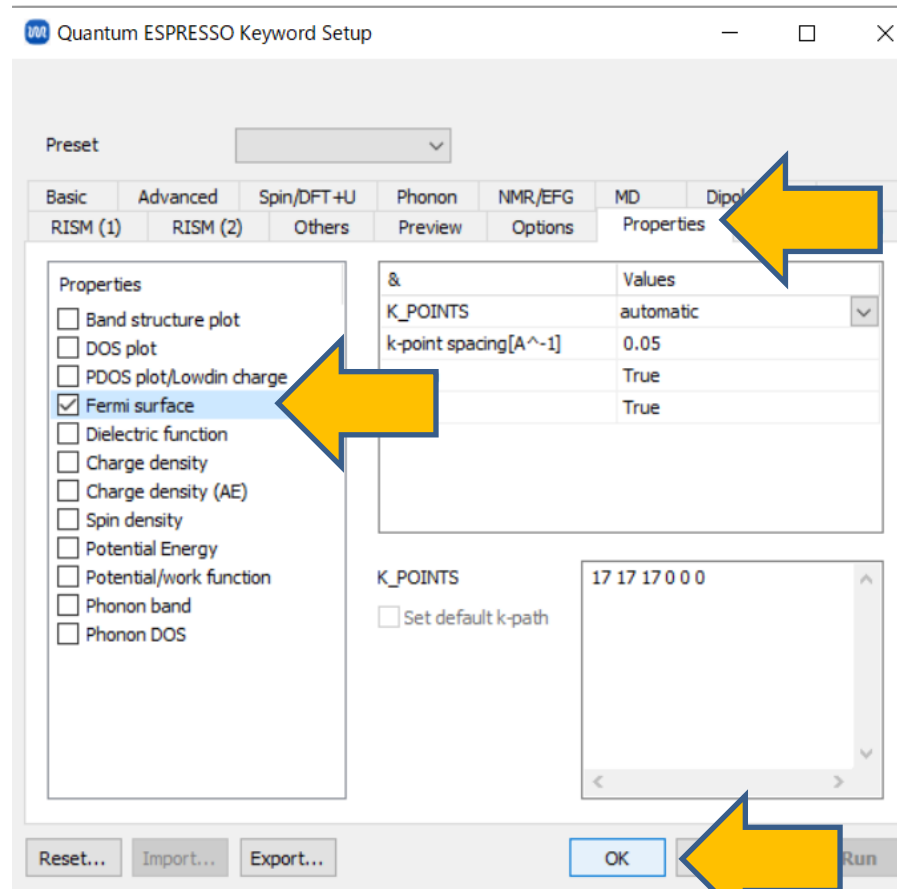 Quantum ESPRESSO Keyword Setup
Preset
Basic Advanced Spin/DFT+U Phonon NMR/EFG MD
RISM (1) RISM (2) Others Preview Options Properties
Properties
Band structure plot
DOS plot
PDOS plot/Lowdin charge
Fermi surface
Dielectric function
Charge density
Charge density (AE)
Spin density
Potential Energy
Potential/work function
Phonon band
Phonon DOS
& Values
K_POINTS automatic
k-point spacing[A^-1] 0.05
True
True
K_POINTS 17 17 17 0 0 0
Set default k-path
Reset... Import... Export... OK Run